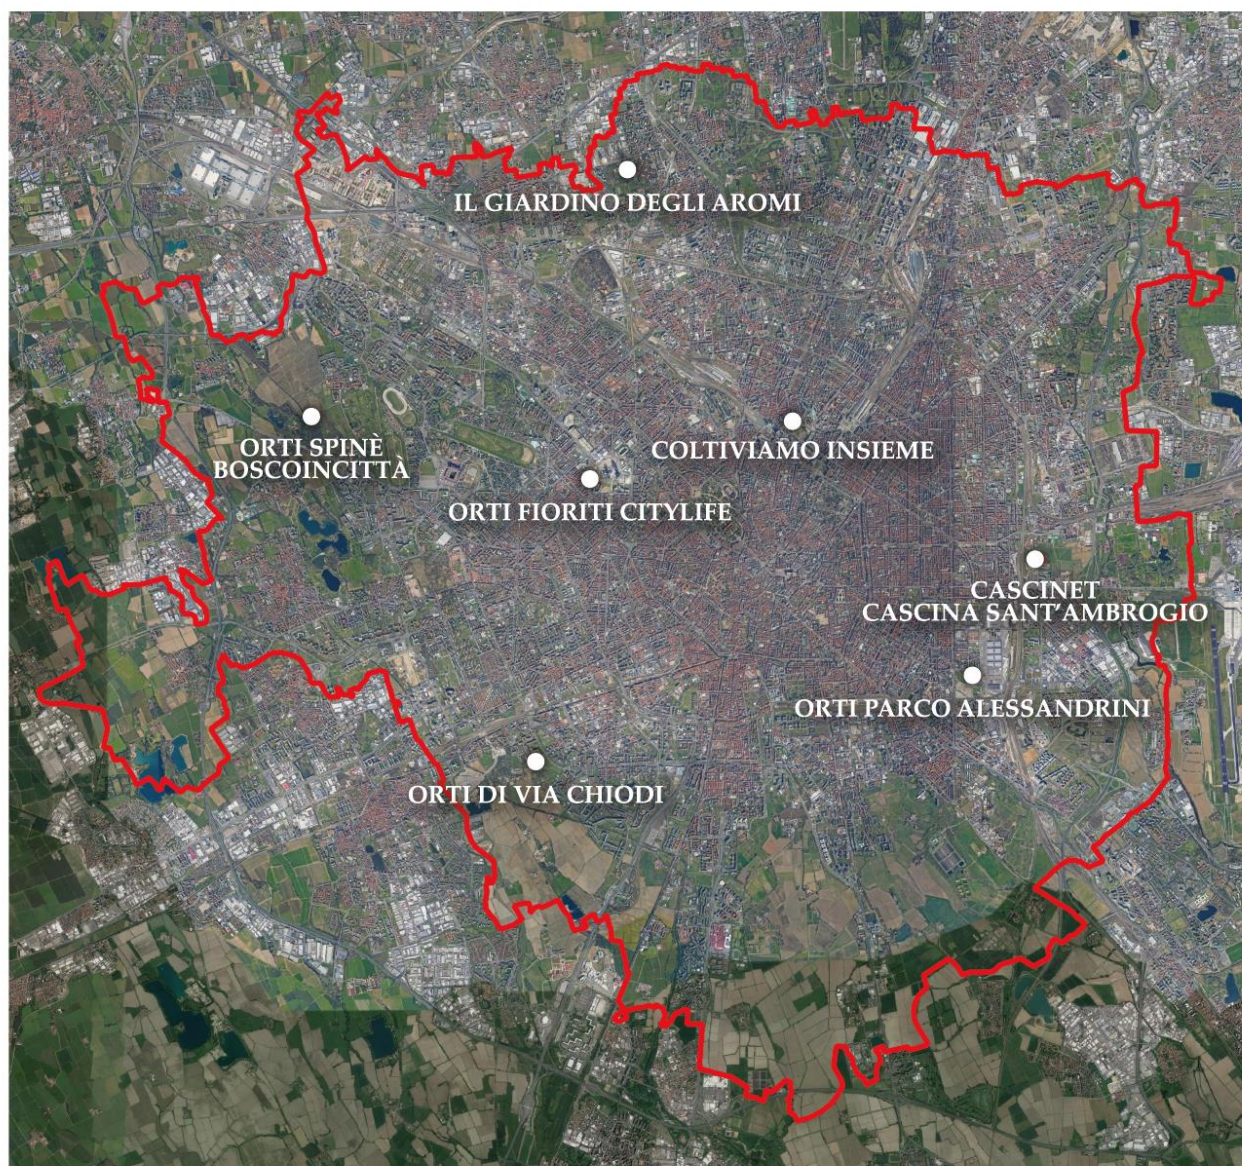 IL GIARDINO DEGLI AROMI
ORTI SPINÈ
BOSCOINCITTÀ
COLTIVIAMO INSIEME
ORTI FIORITI CITYLIFE
CASCINET
CASCINA SANT'AMBROGIO
ORTI PARCO ALESSANDRINI
ORTI DI VIA CHIODI